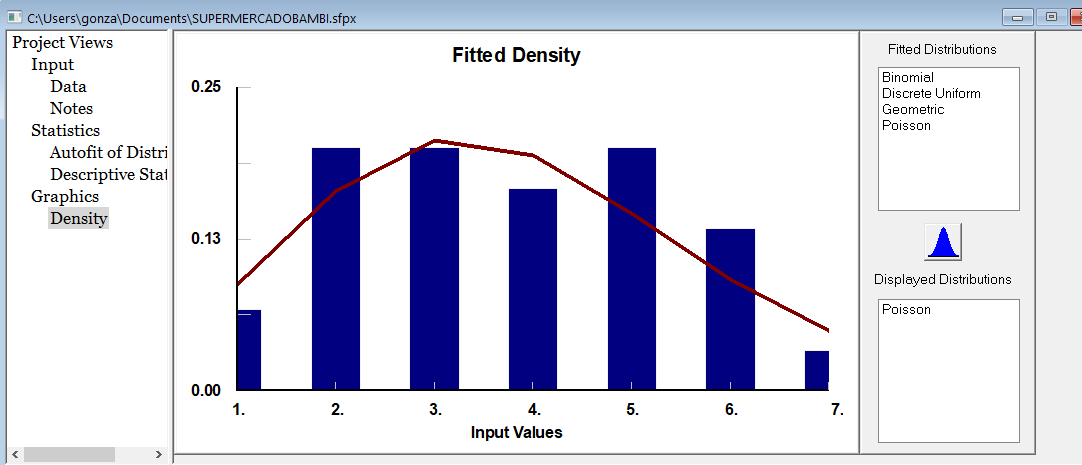 C:\Users\gonza\Documents\SUPERMERCADOBAMBI.sfpx
Project Views
Input
Data
Notes
Statistics
Autofit of Distri
Descriptive Stat
Graphics
Density
Fitted Density
0.25
0.13
0.00
1. 2. 3. 4. 5. 6. 7.
Input Values
Fitted Distributions
Binomial
Discrete Uniform
Geometric
Poisson
Displayed Distributions
Poisson